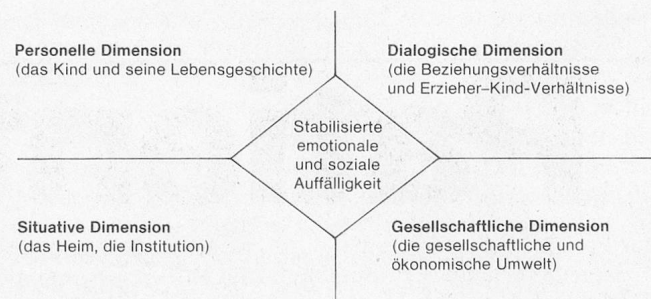 Personelle Dimension
(das Kind und seine Lebensgeschichte)
Dialogische Dimension
(die Beziehungsverhältnisse
und Erzieher–Kind-Verhältnisse)
Stabilisierte
emotionale
und soziale
Auffälligkeit
Situative Dimension
(das Heim, die Institution)
Gesellschaftliche Dimension
(die gesellschaftliche und
ökonomische Umwelt)